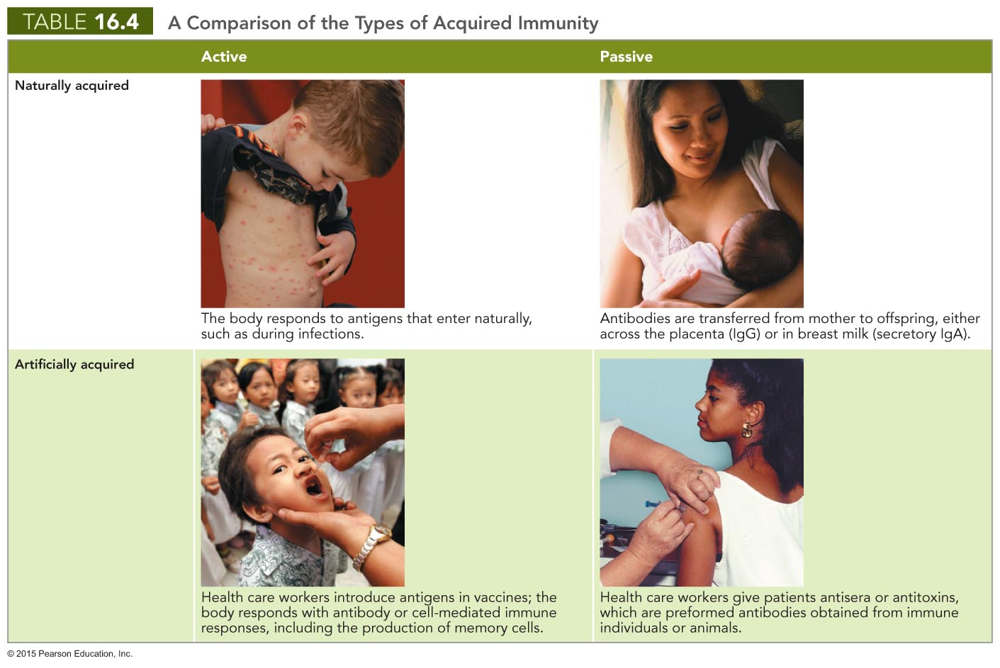 TABLE 16.4 A Comparison of the Types of Acquired Immunity
Active Passive
Naturally acquired
The body responds to antigens that enter naturally,
such as during infections.
Antibodies are transferred from mother to offspring, either
across the placenta (IgG) or in breast milk (secretory IgA).
Artificially acquired
Health care workers introduce antigens in vaccines; the
body responds with antibody or cell-mediated immune
responses, including the production of memory cells.
Health care workers give patients antisera or antitoxins,
which are preformed antibodies obtained from immune
individuals or animals.
© 2015 Pearson Education, Inc.